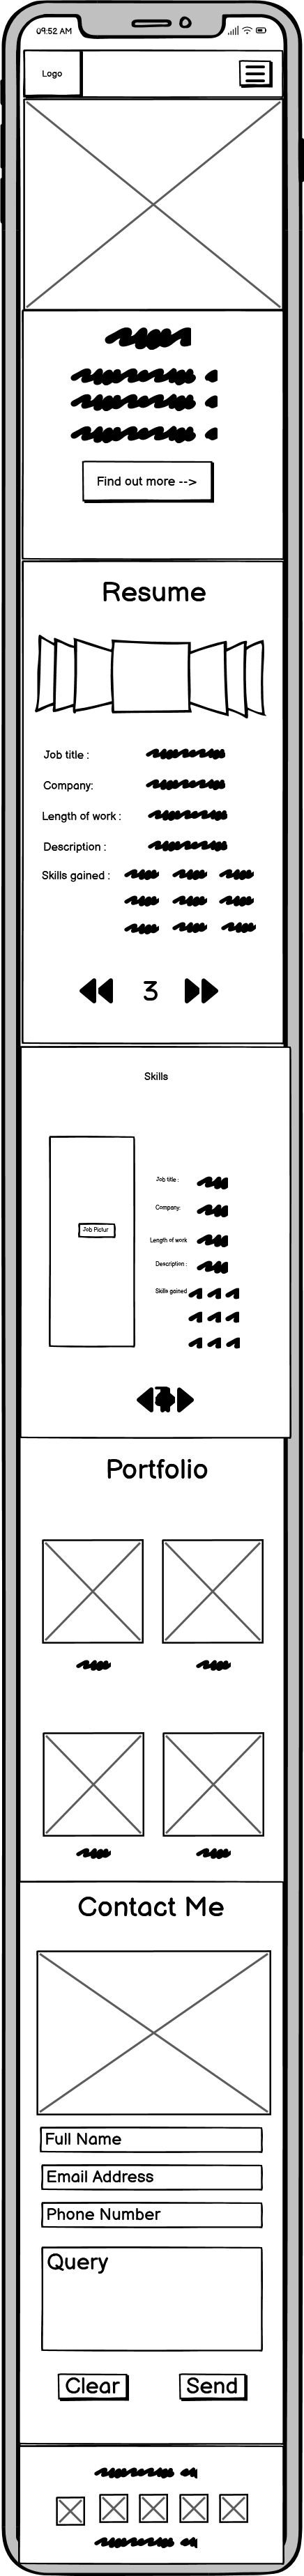 09:52 AM
Logo
Find out more -->
Resume
Job title :
Company:
Length of work :
Description :
Skills gained :
3
Skills
Job Pictur
Job title :
Company:
Length of work
Description :
Skills gained
Portfolio
Contact Me
Full Name
Email Address
Phone Number
Query
Clear
Send